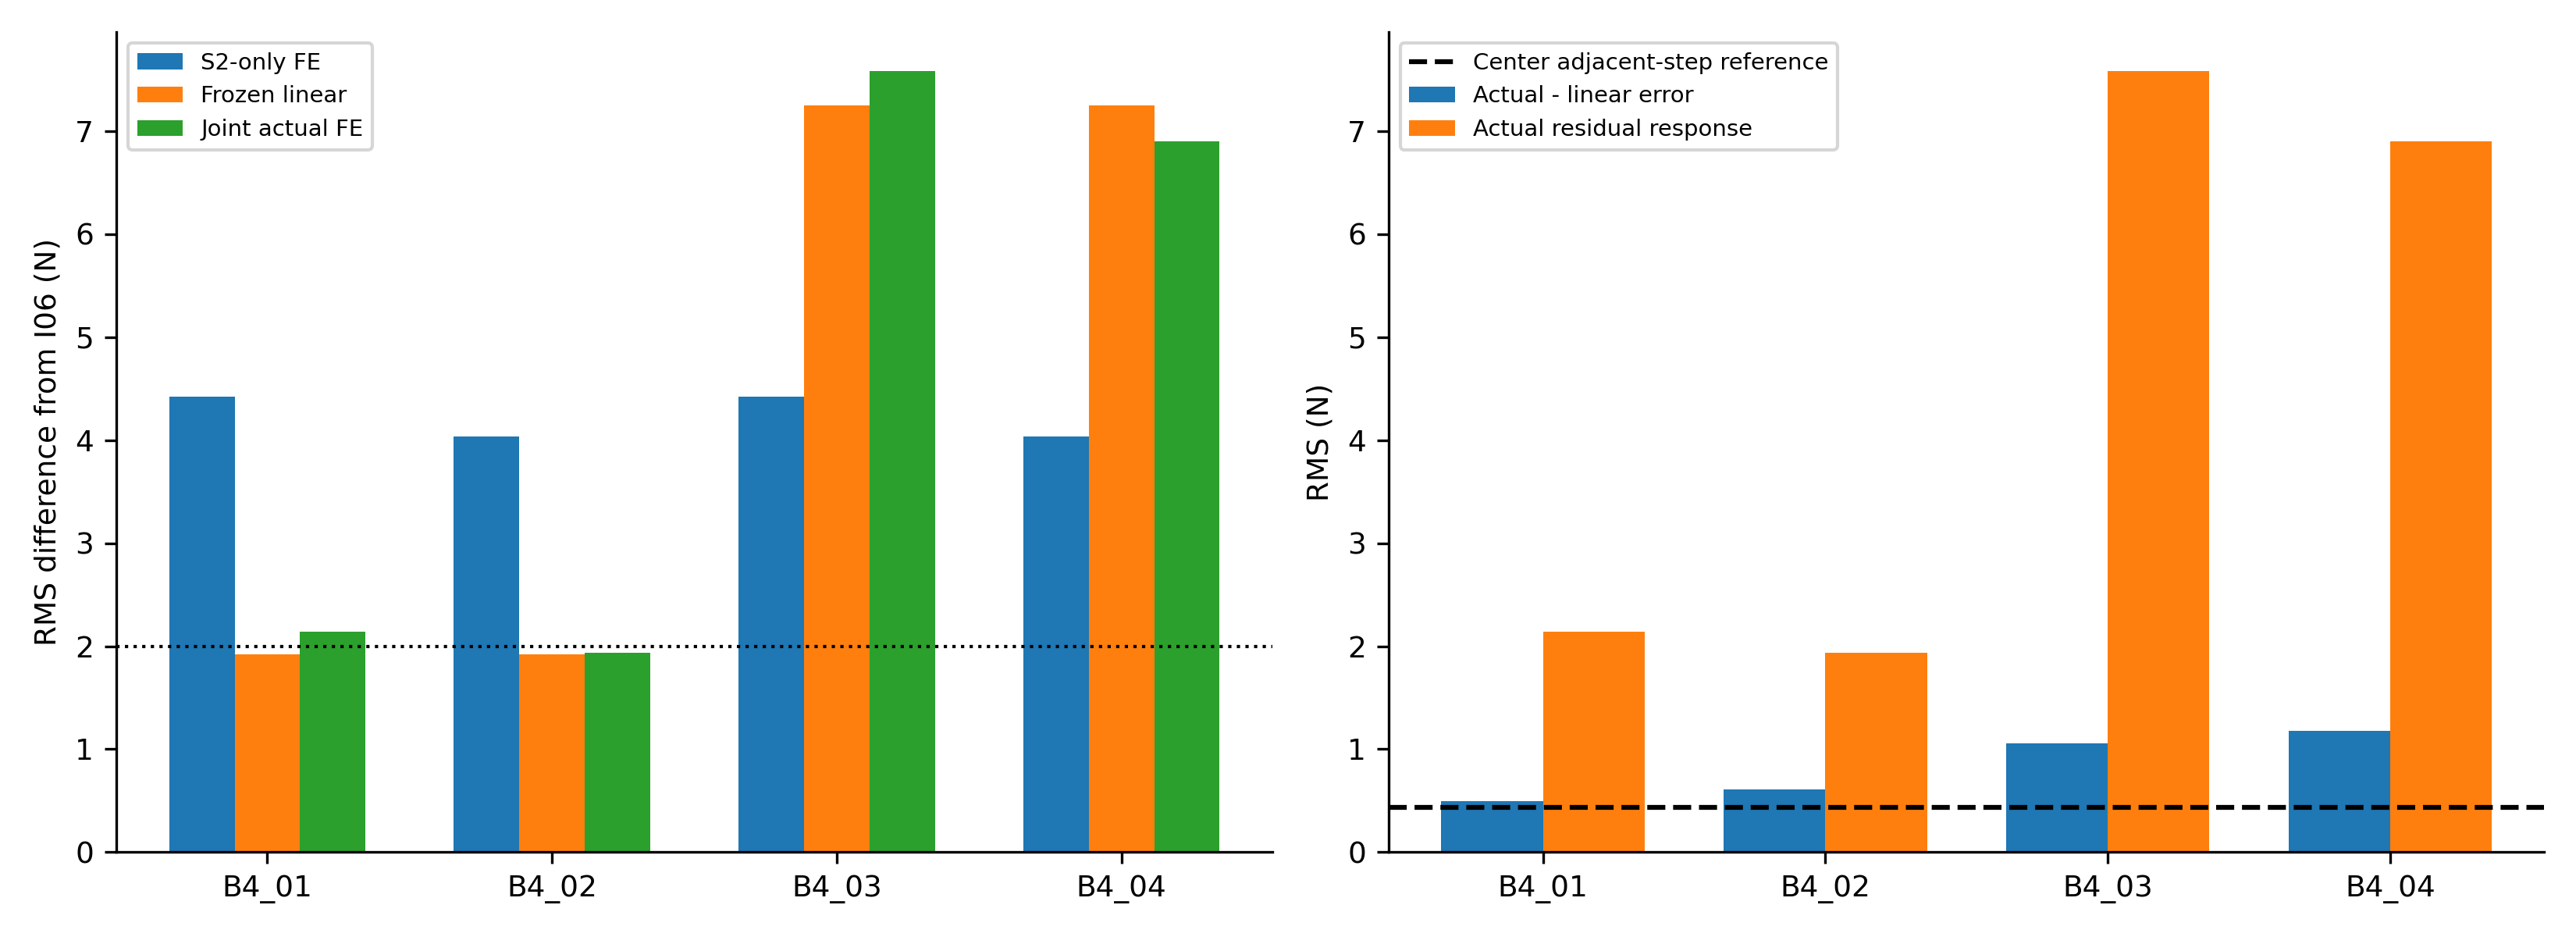 RMS difference from I06 (N)
7
6
5
4
3
2
1
0
S2-only FE
Frozen linear
Joint actual FE
B4_01
B4_02
B4_03
B4_04
RMS (N)
7
6
5
4
3
2
1
0
Center adjacent-step reference
Actual - linear error
Actual residual response
B4_01
B4_02
B4_03
B4_04